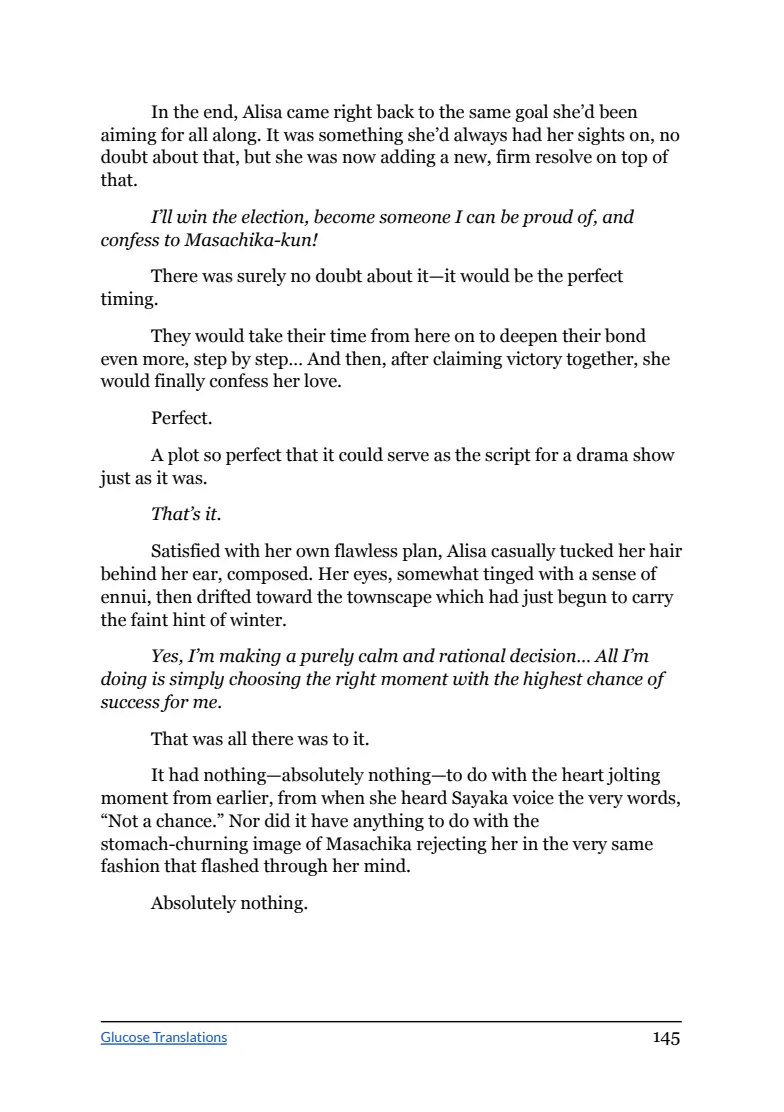 In the end, Alisa came right back to the same goal she’d been
aiming for all along. It was something she’d always had her sights on, no
doubt about that, but she was now adding a new, firm resolve on top of
that.
I’ll win the election, become someone I can be proud of, and
confess to Masachika-kun!
There was surely no doubt about it—it would be the perfect
timing.
They would take their time from here on to deepen their bond
even more, step by step… And then, after claiming victory together, she
would finally confess her love.
Perfect.
A plot so perfect that it could serve as the script for a drama show
just as it was.
That’s it.
Satisfied with her own flawless plan, Alisa casually tucked her hair
behind her ear, composed. Her eyes, somewhat tinged with a sense of
ennui, then drifted toward the townscape which had just begun to carry
the faint hint of winter.
Yes, I’m making a purely calm and rational decision… All I’m
doing is simply choosing the right moment with the highest chance of
success for me.
That was all there was to it.
It had nothing—absolutely nothing—to do with the heart jolting
moment from earlier, from when she heard Sayaka voice the very words,
“Not a chance.” Nor did it have anything to do with the
stomach-churning image of Masachika rejecting her in the very same
fashion that flashed through her mind.
Absolutely nothing.
Glucose Translations
145